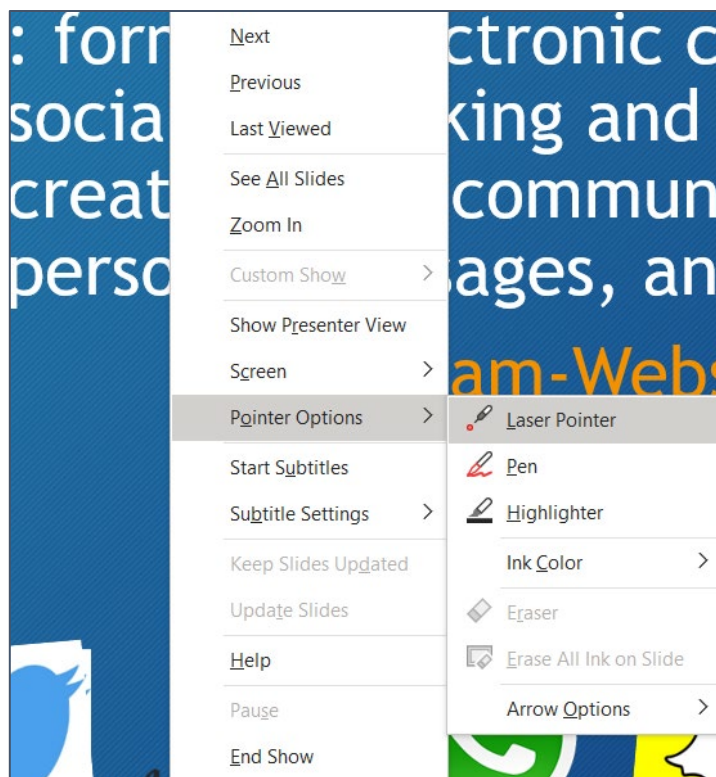 : forn
ctronic c
socia
king and
creat
commun
perso
sages, an
am-Webs
Next
Previous
Last Viewed
See All Slides
Zoom In
Custom Show
Show Presenter View
Screen
Pointer Options
Start Subtitles
Subtitle Settings
Keep Slides Updated
Update Slides
Help
Pause
End Show
Laser Pointer
Pen
Highlighter
Ink Color
Eraser
Erase All Ink on Slide
Arrow Options